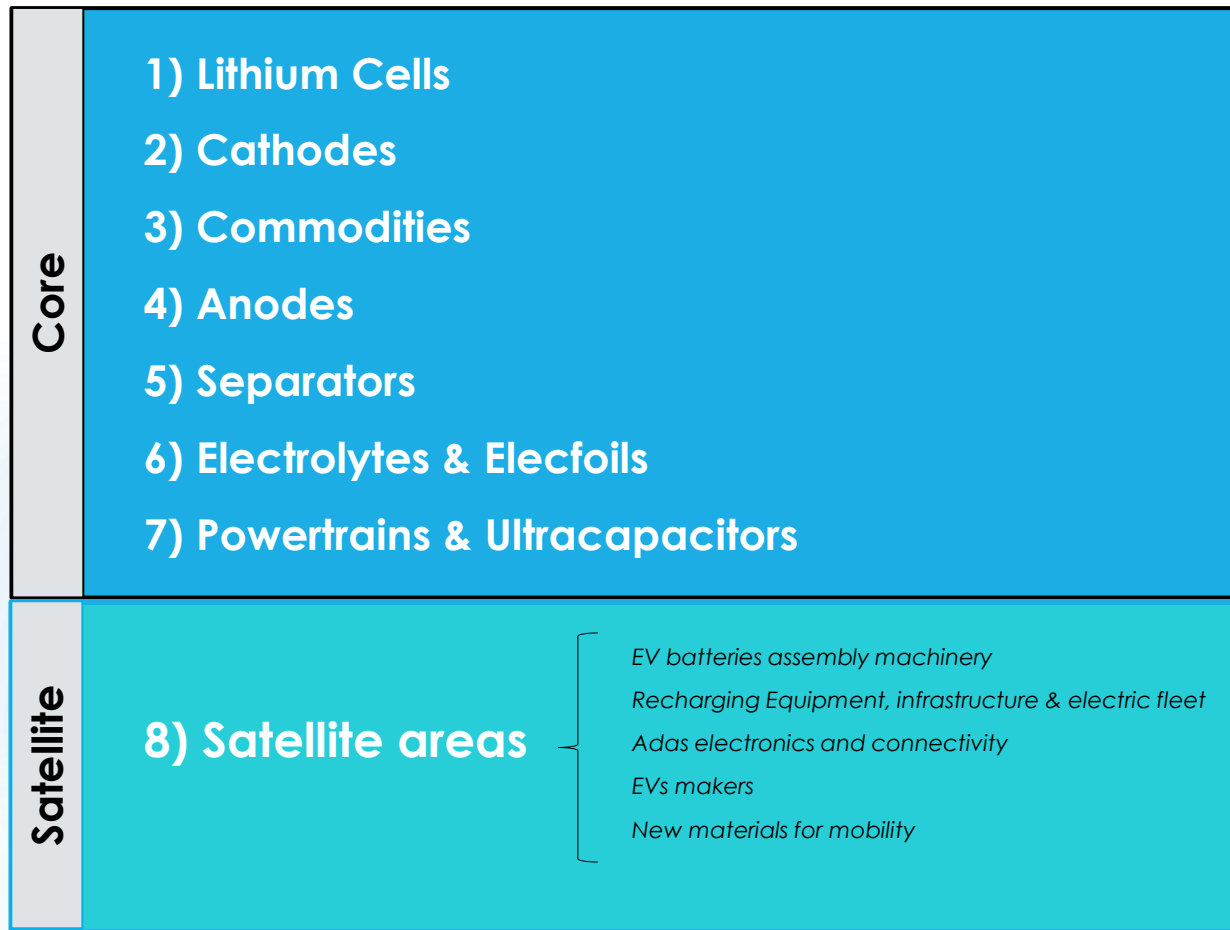 Core
1) Lithium Cells
2) Cathodes
3) Commodities
4) Anodes
5) Separators
6) Electrolytes & Elecfoils
7) Powertrains & Ultracapacitors
Satellite
8) Satellite areas
EV batteries assembly machinery
Recharging Equipment, infrastructure & electric fleet
Adas electronics and connectivity
EVs makers
New materials for mobility